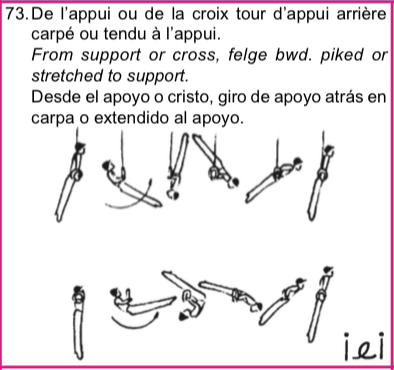 73. De l'appui ou de la croix tour d'appui arrière
carpé ou tendu à l'appui.
From support or cross, felge bwd. piked or
stretched to support.
Desde el apoyo o cristo, giro de apoyo atrás en
carpa o extendido al apoyo.